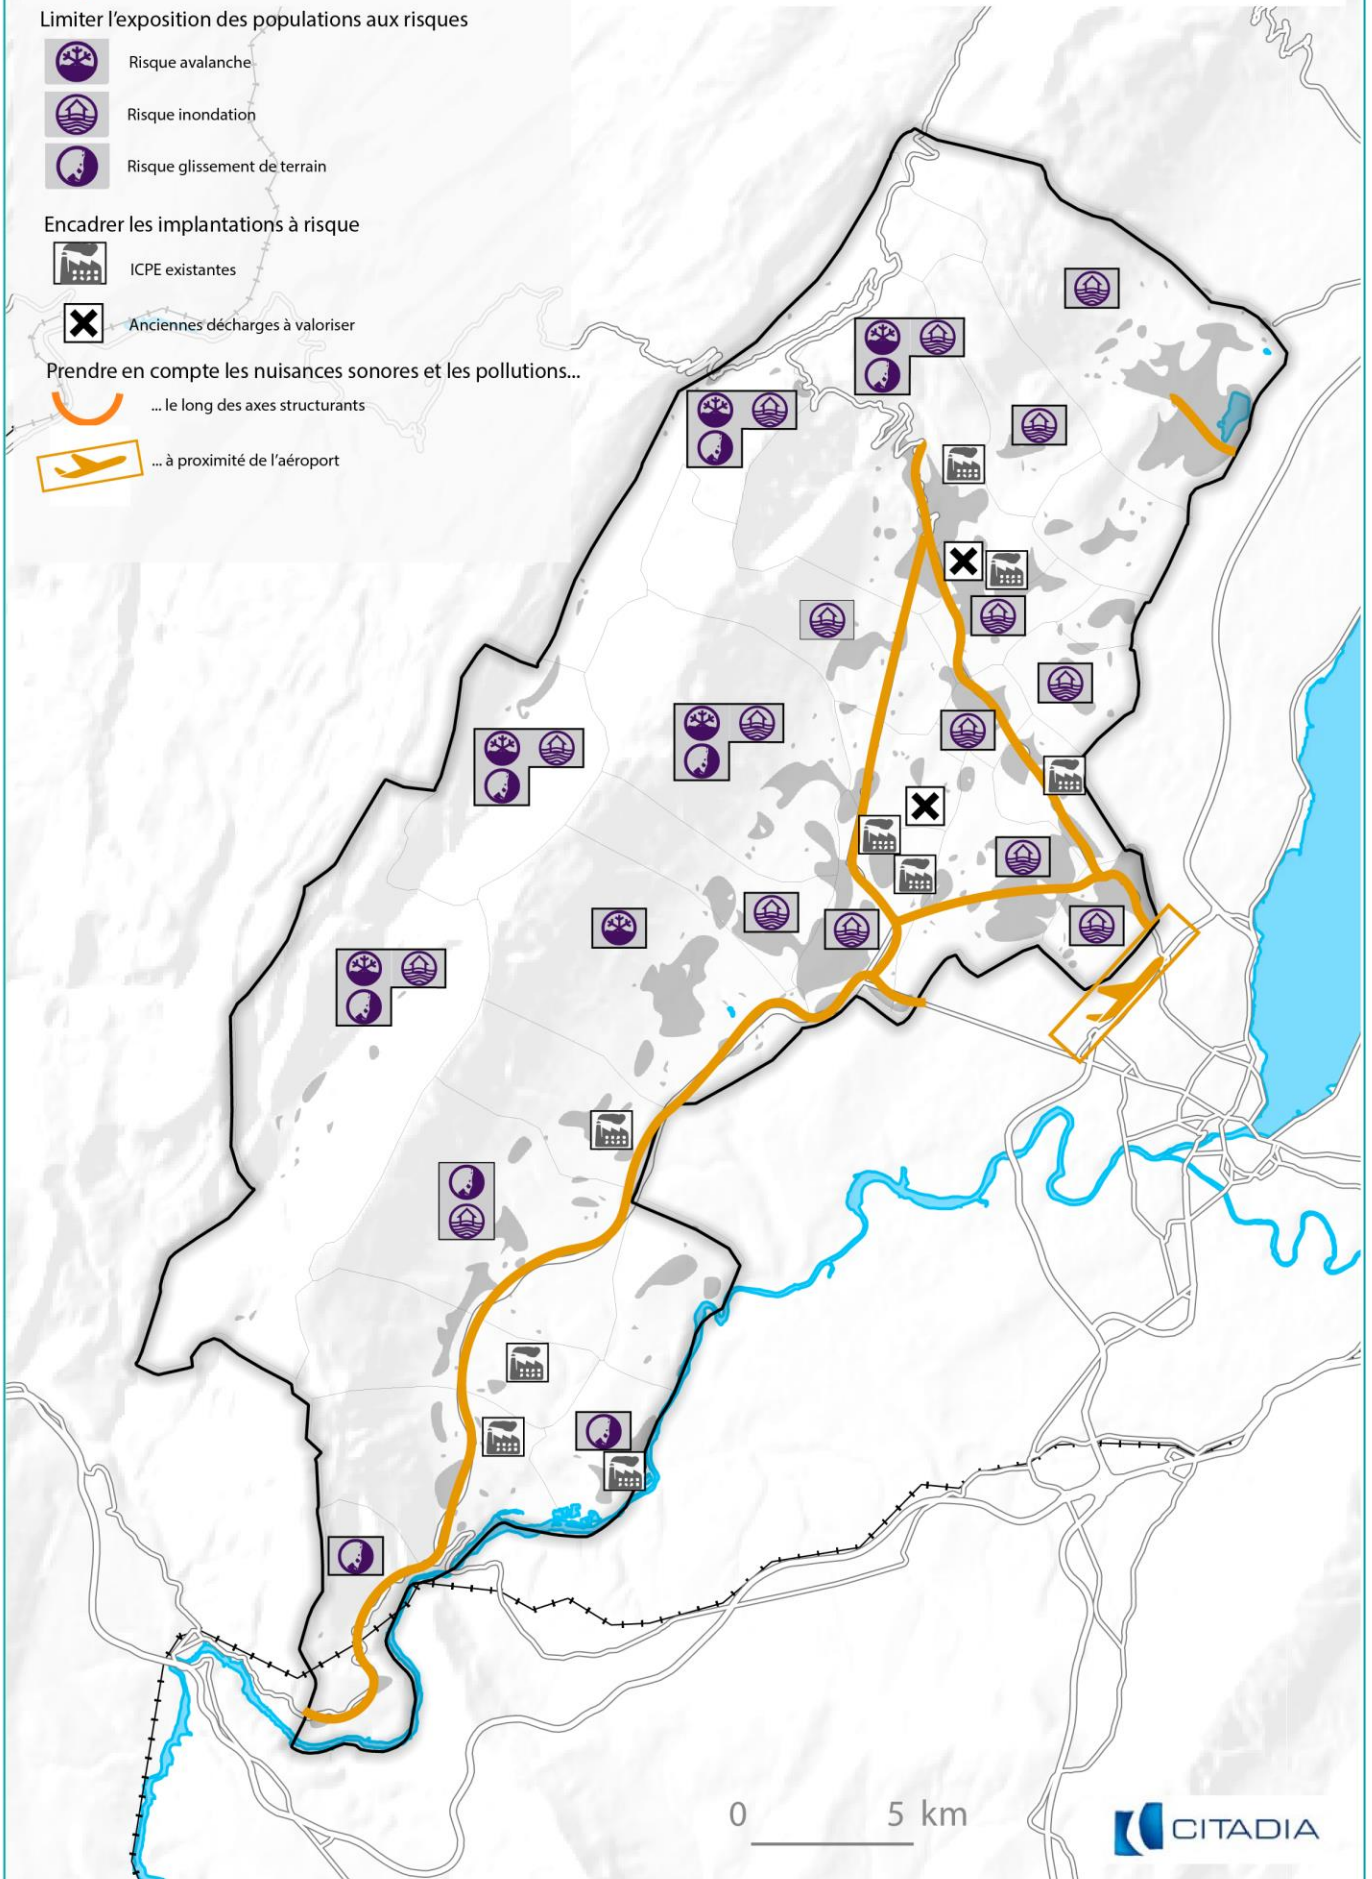 Limiter l'exposition des populations aux risques
Risque avalanche
Risque inondation
Risque glissement de terrain
Encadrer les implantations à risque
ICPE existantes
Anciennes décharges à valoriser
Prendre en compte les nuisances sonores et les pollutions...
... le long des axes structurants
... à proximité de l'aéroport
0 5 km
CITADIA